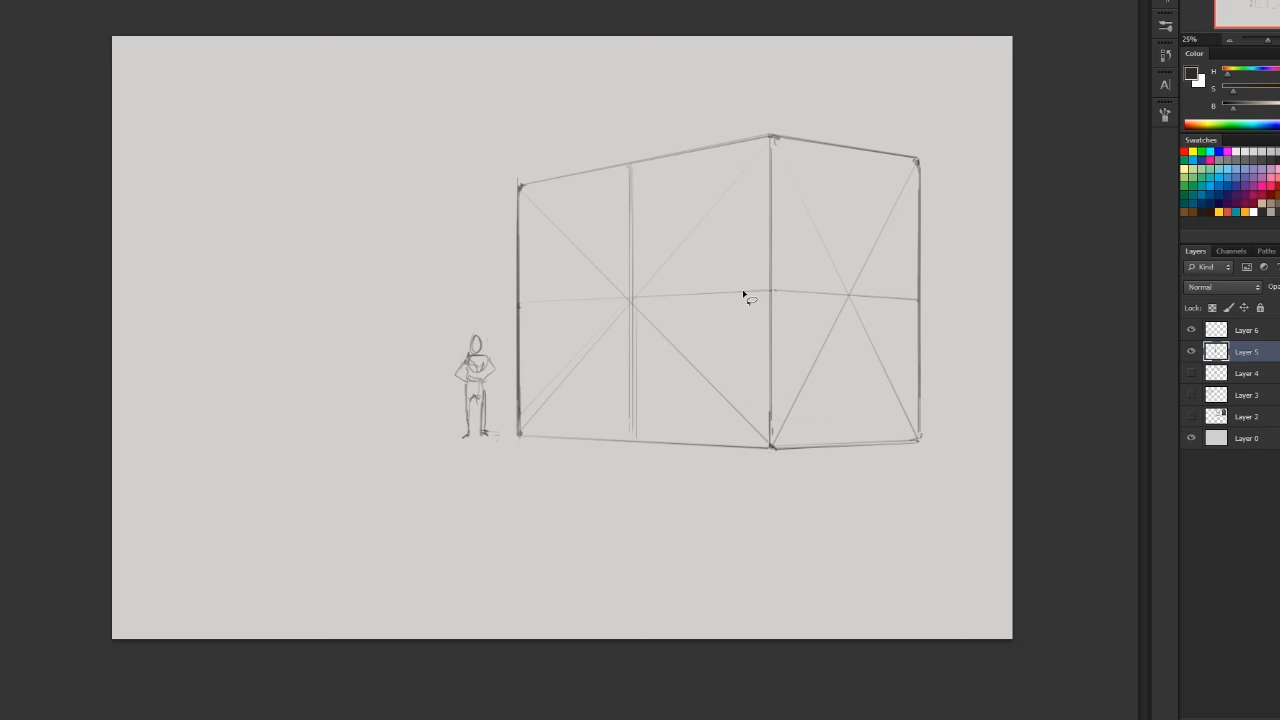 25%
Color
H
S
B
A
Swatches
Layers Channels Paths
Kind
Normal
Lock:
Layer 6
Layer 5
Layer 4
Layer 3
Layer 2
Layer 0